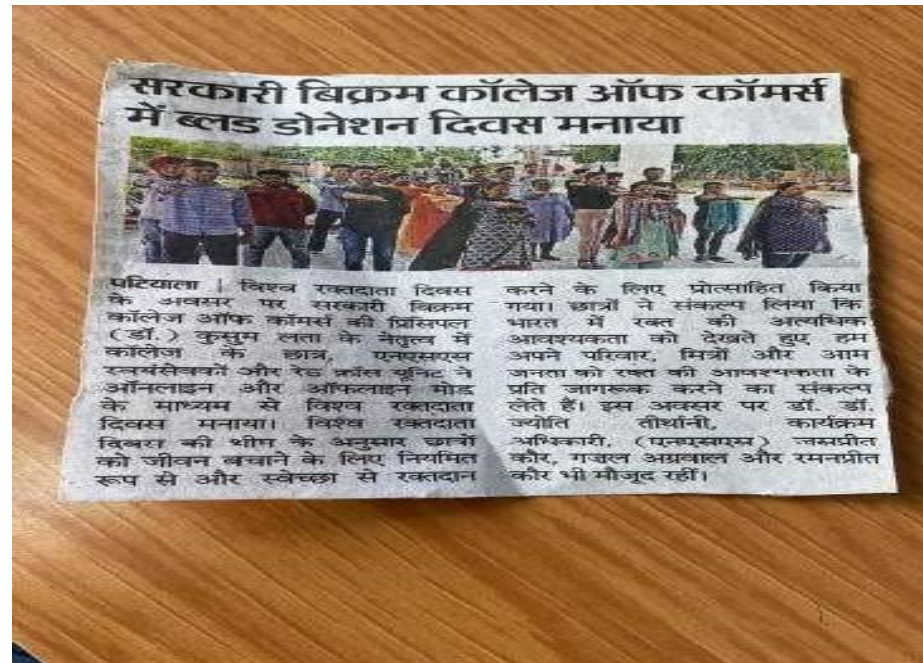 सरकारी बिक्रम कॉलेज ऑफ कॉमर्स
में ब्लड डोनेशन दिवस मनाया
पटियाला | विश्व रक्तदाता दिवस
के अवसर पर सरकारी बिक्रम
कॉलेज ऑफ कॉमर्स की प्रिंसिपल
(डॉ.) कुसुम लता के नेतृत्व में
कॉलेज के छात्र, एनएसएस
स्वयंसेवकों और रेड क्रॉस यूनिट ने
ऑनलाइन और ऑफलाइन मोड
के माध्यम से विश्व रक्तदाता
दिवस मनाया। विश्व रक्तदाता
दिवस की थीम के अनुसार छात्रों
को जीवन बचाने के लिए नियमित
रूप से और स्वेच्छा से रक्तदान
करने के लिए प्रोत्साहित किया
गया। छात्रों ने संकल्प लिया कि
भारत में रक्त की अत्यधिक
आवश्यकता को देखते हुए हम
अपने परिवार, मित्रों और आम
जनता को रक्त की आवश्यकता के
प्रति जागरूक करने का संकल्प
लेते हैं। इस अवसर पर डॉ. डॉ.
ज्योति तीर्थानी, कार्यक्रम
अधिकारी, (एनएसएस) जसप्रीत
कौर, गजल अग्रवाल और रमनप्रीत
कौर भी मौजूद रहीं।